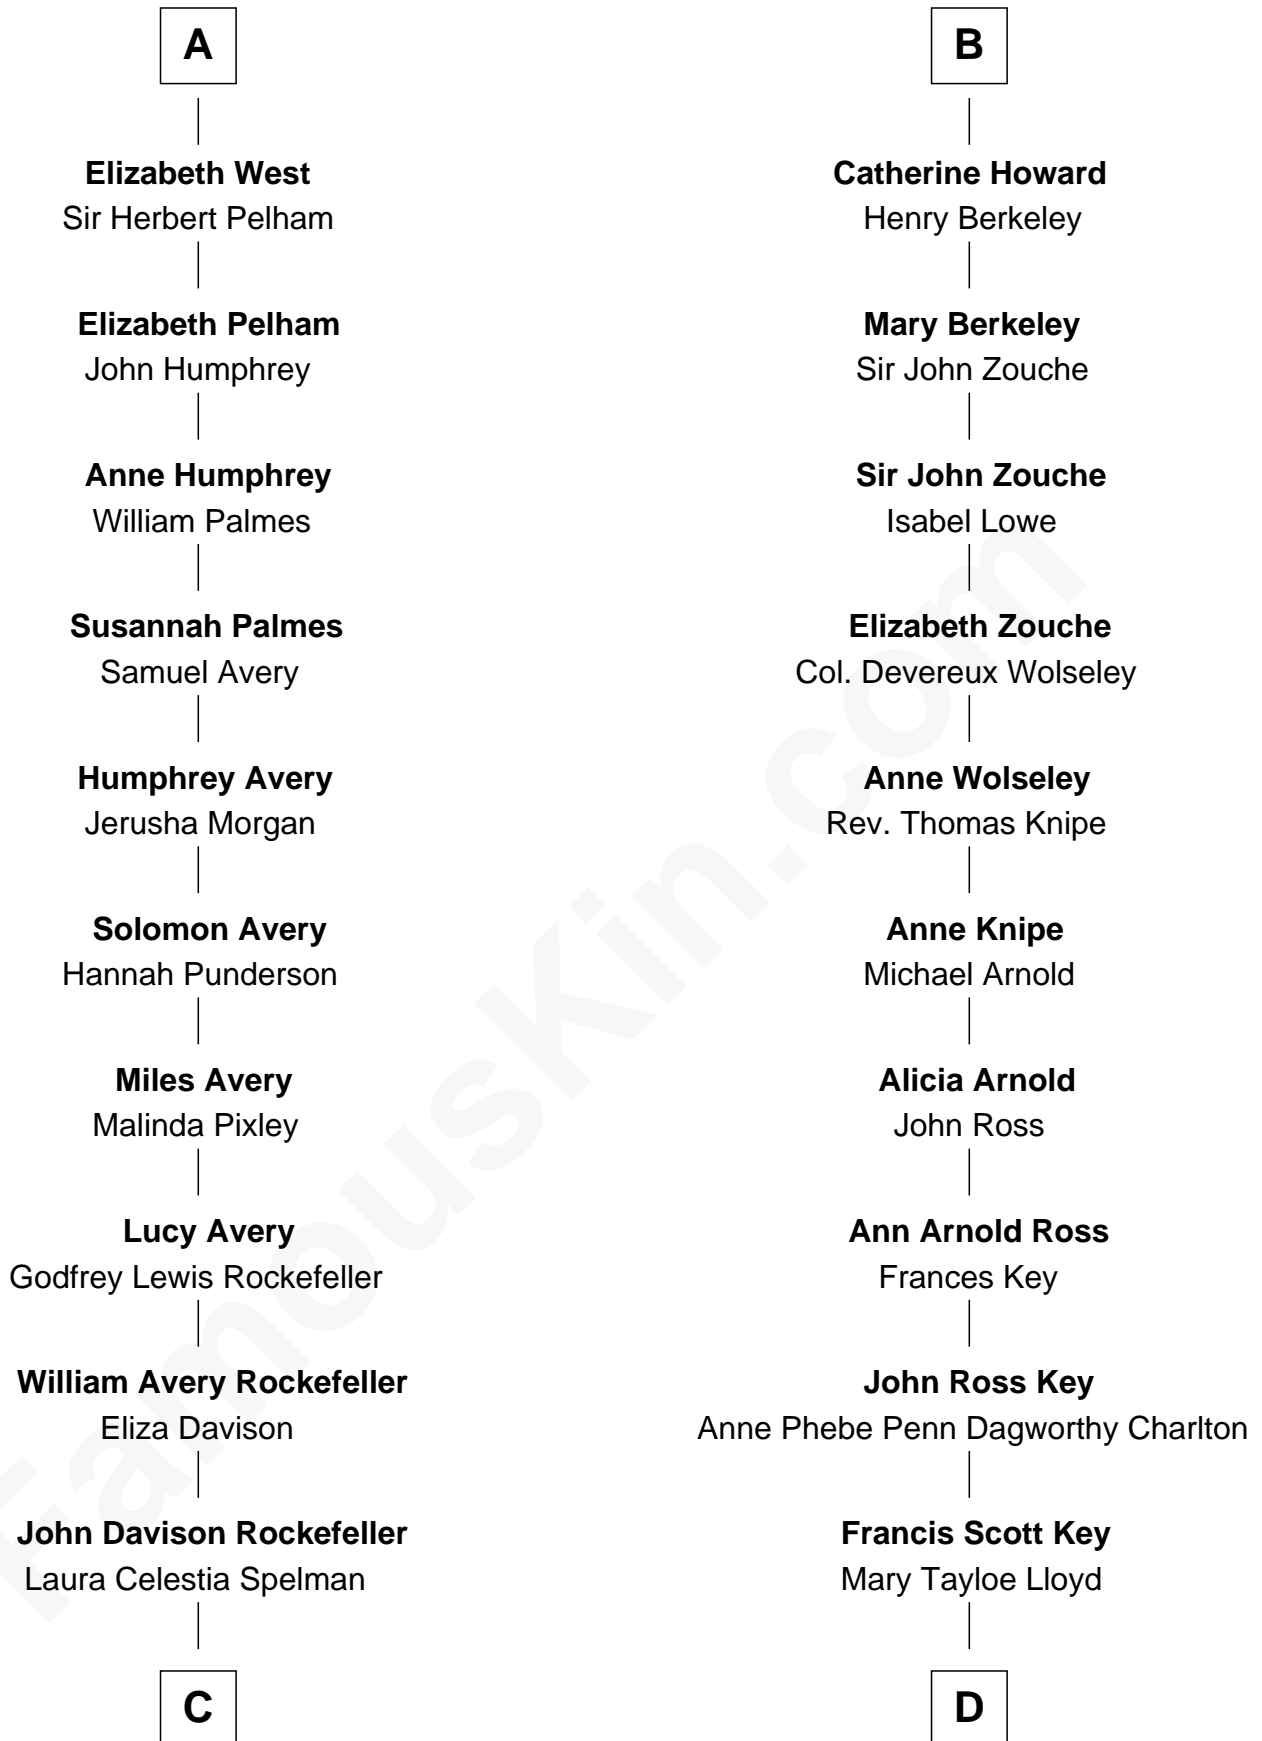 A
Elizabeth West
Sir Herbert Pelham
Elizabeth Pelham
John Humphrey
Anne Humphrey
William Palmes
Susannah Palmes
Samuel Avery
Humphrey Avery
Jerusha Morgan
Solomon Avery
Hannah Punderson
Miles Avery
Malinda Pixley
Lucy Avery
Godfrey Lewis Rockefeller
William Avery Rockefeller
Eliza Davison
John Davison Rockefeller
Laura Celestia Spelman
C
B
Catherine Howard
Henry Berkeley
Mary Berkeley
Sir John Zouche
Sir John Zouche
Isabel Lowe
Elizabeth Zouche
Col. Devereux Wolseley
Anne Wolseley
Rev. Thomas Knipe
Anne Knipe
Michael Arnold
Alicia Arnold
John Ross
Ann Arnold Ross
Frances Key
John Ross Key
Anne Phebe Penn Dagworthy Charlton
Francis Scott Key
Mary Tayloe Lloyd
D
FamousKin.com